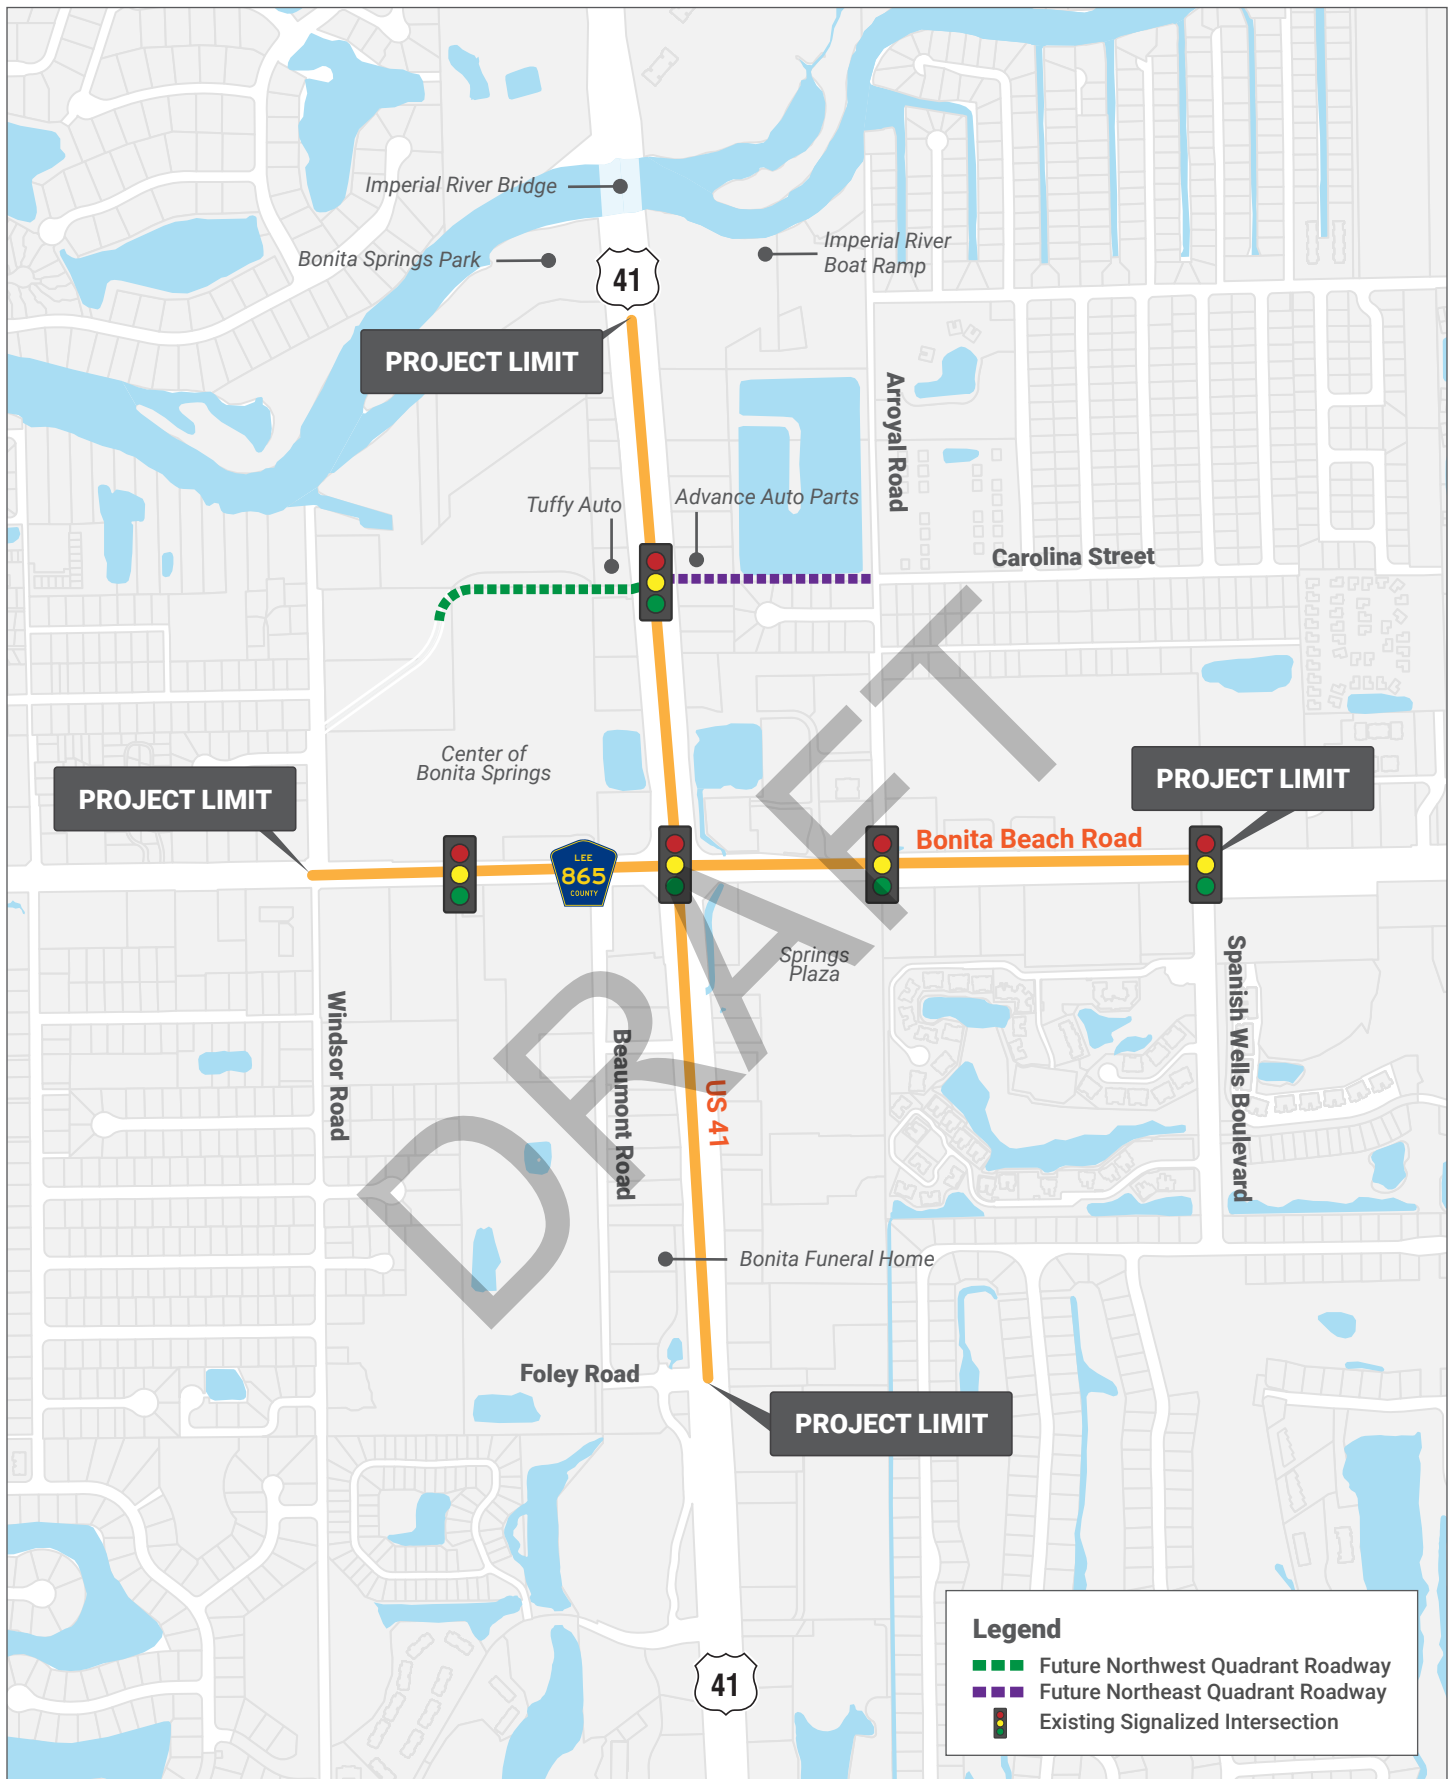 Imperial River Bridge
Bonita Springs Park
Imperial River
Boat Ramp
41
PROJECT LIMIT
Arroyal Road
Tuffy Auto
Advance Auto Parts
Carolina Street
Center of
Bonita Springs
PROJECT LIMIT
PROJECT LIMIT
Bonita Beach Road
LEE
865
COUNTY
Springs
Plaza
Windsor Road
Beaumont Road
US 41
Spanish Wells Boulevard
DRAFT
Bonita Funeral Home
Foley Road
PROJECT LIMIT
41
Legend
Future Northwest Quadrant Roadway
Future Northeast Quadrant Roadway
Existing Signalized Intersection